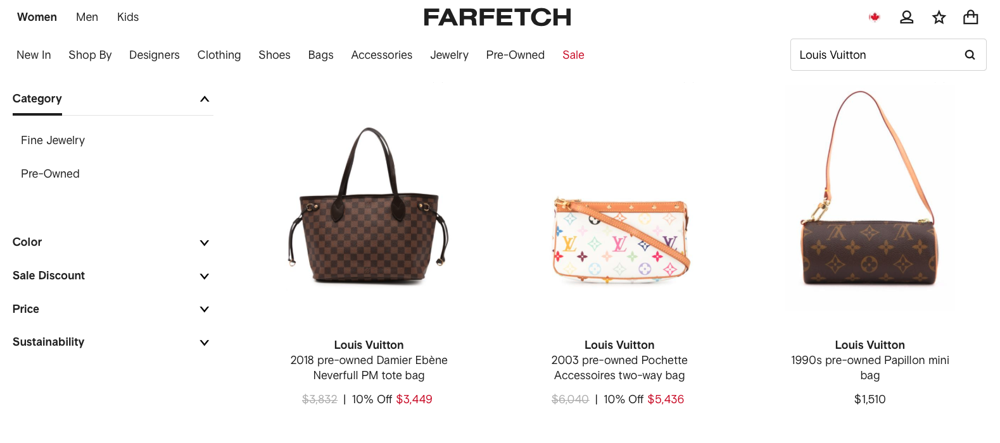 Women Men Kids
FARFETCH
New In Shop By Designers Clothing Shoes Bags Accessories Jewelry Pre-Owned Sale
Louis Vuitton
Category
Fine Jewelry
Pre-Owned
Color
Sale Discount
Price
Sustainability
Louis Vuitton
2018 pre-owned Damier Ebène
Neverfull PM tote bag
$3,832 | 10% Off $3,449
Louis Vuitton
2003 pre-owned Pochette
Accessoires two-way bag
$6,040 | 10% Off $5,436
Louis Vuitton
1990s pre-owned Papillon mini
bag
$1,510